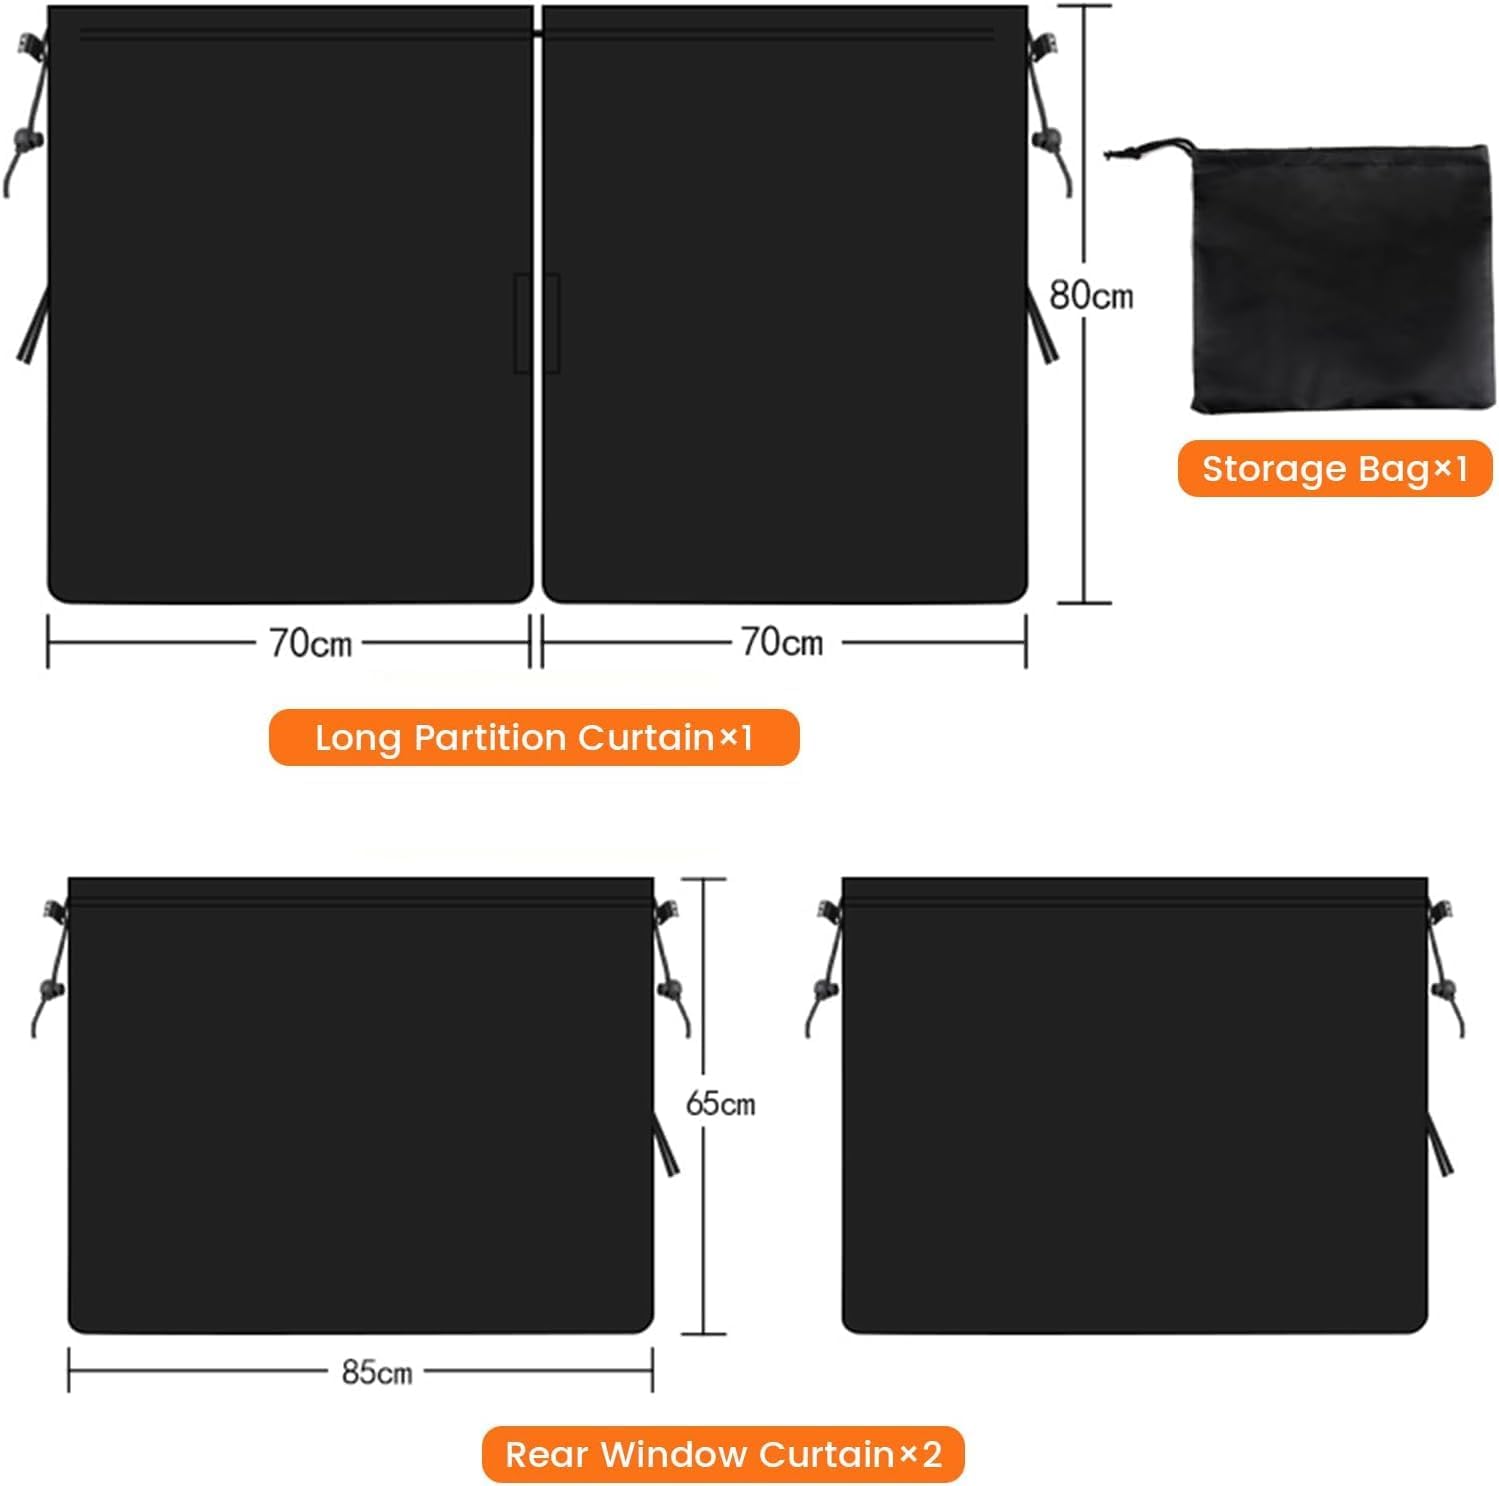 80cm
Storage Bag×1
70cm
70cm
Long Partition Curtain×1
65cm
85cm
Rear Window Curtain×2